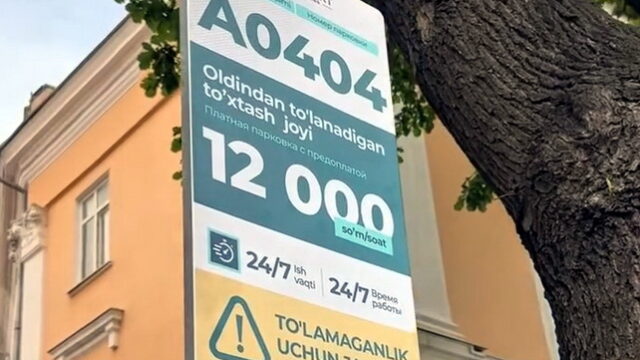 Номер парковки
A0404
Oldindan to'lanadigan
to'xtash joyi
Платная парковка с предоплатой
12 000
so'm/soat
24/7 Ish vaqti
24/7 Время работы
TO'LAMAGANLIK
UCHUN